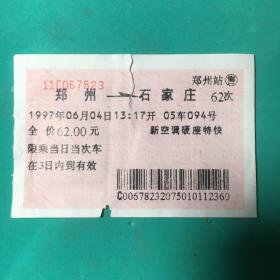 11C067823
郑州站 售
郑 州 石家庄 62次
1997年06月04日13:17开 05车094号
全 价62.00元 新空调硬座特快
限乘当日当次车
在3日内到有效
C00678232075010112360